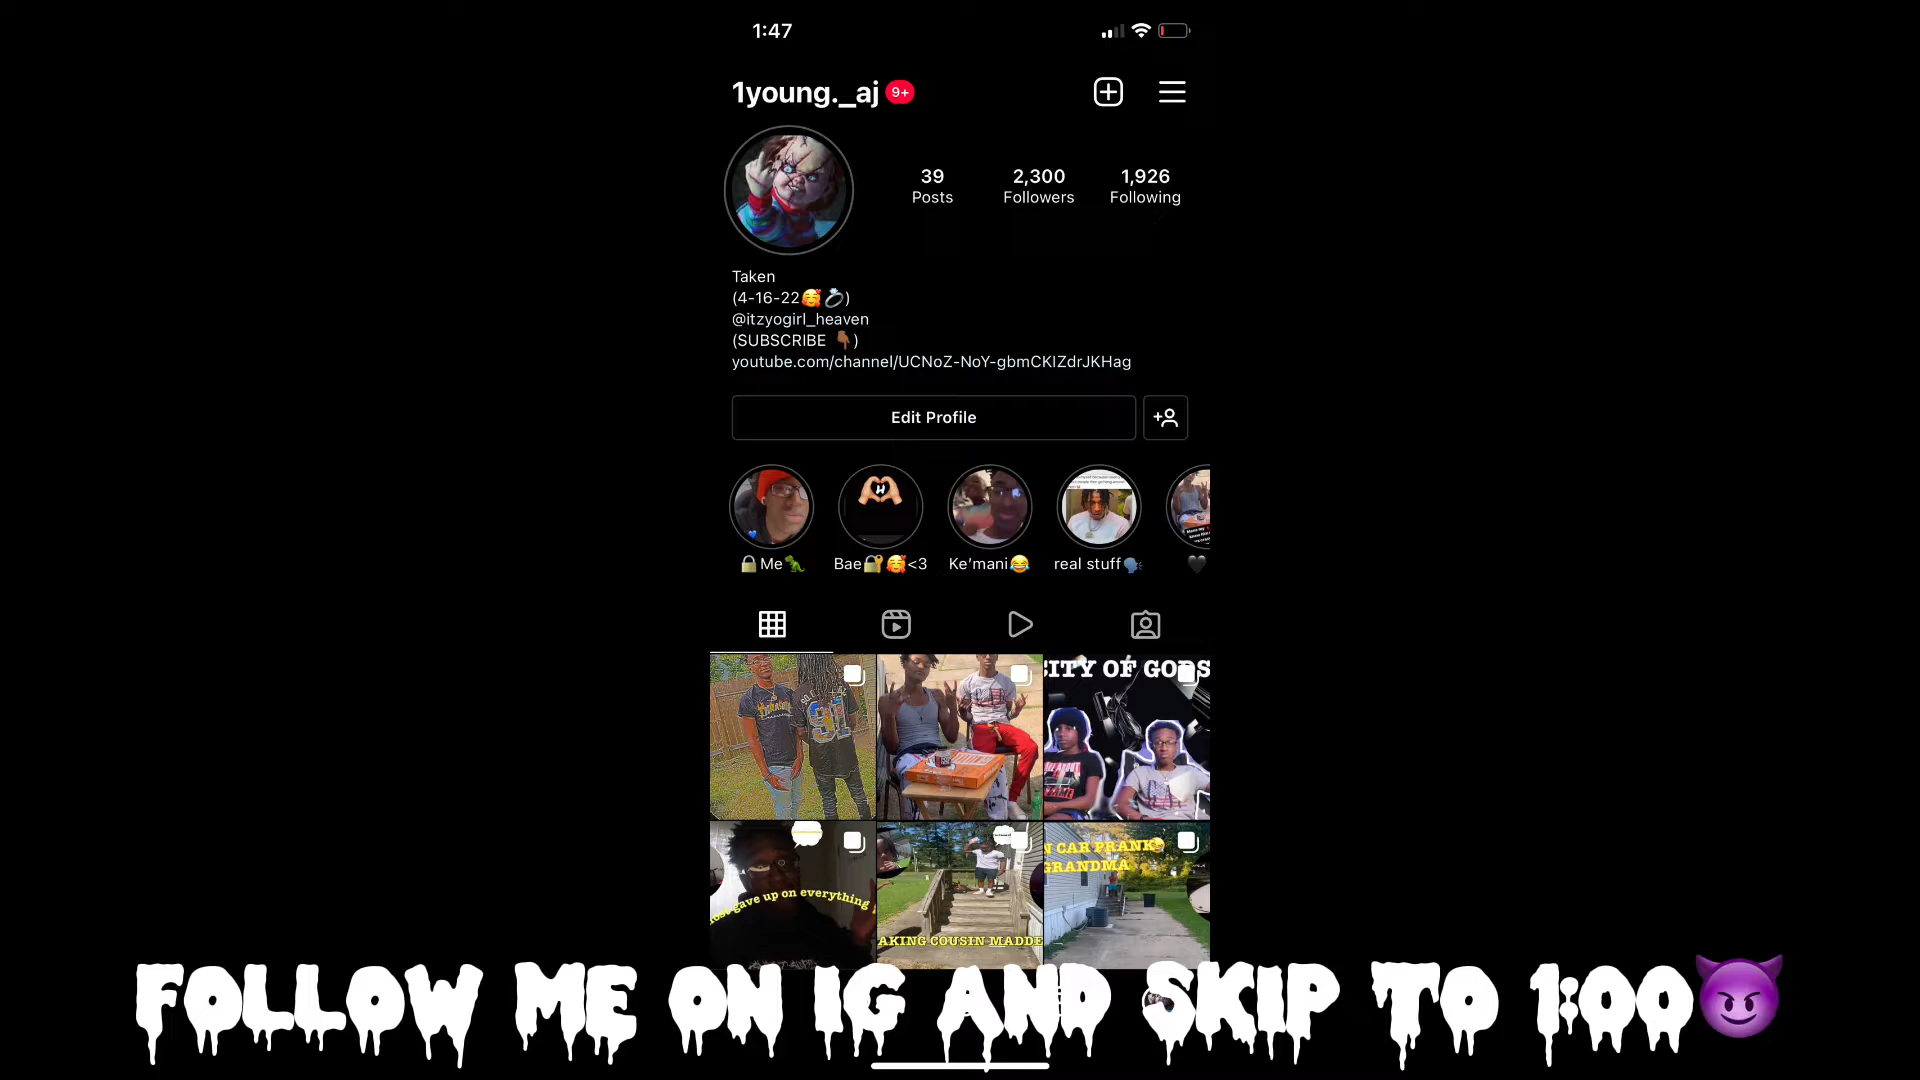 1:47
1young._aj 9+
39 2,300 1,926
Posts Followers Following
Taken
(4-16-22🥰💍)
@itzyogirl_heaven
(SUBSCRIBE 👇🏾)
youtube.com/channel/UCNoZ-NoY-gbmCKIZdrJKHag
Edit Profile
🔒Me🦖 Bae🔐🥰<3 Ke’mani😂 real stuff🗣 🖤
CITY OF GODS
N CAR PRANK😂
GRANDMA
gave up on everything
AKING COUSIN MADDE
FOLLOW ME ON IG AND SKIP TO 1:00😈